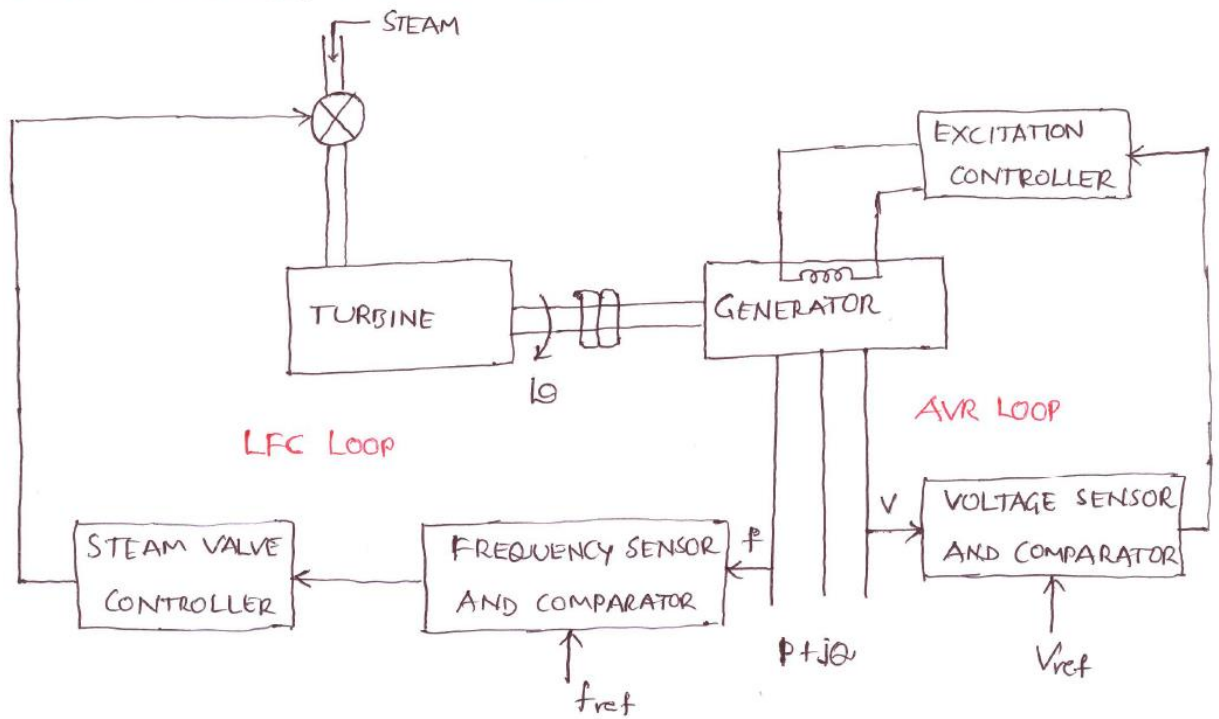 STEAM
EXCITATION
CONTROLLER
TURBINE
GENERATOR
AVR LOOP
LFC LOOP
STEAM VALVE
CONTROLLER
FREQUENCY SENSOR
AND COMPARATOR
f
V
VOLTAGE SENSOR
AND COMPARATOR
fref
P+jQ
Vref